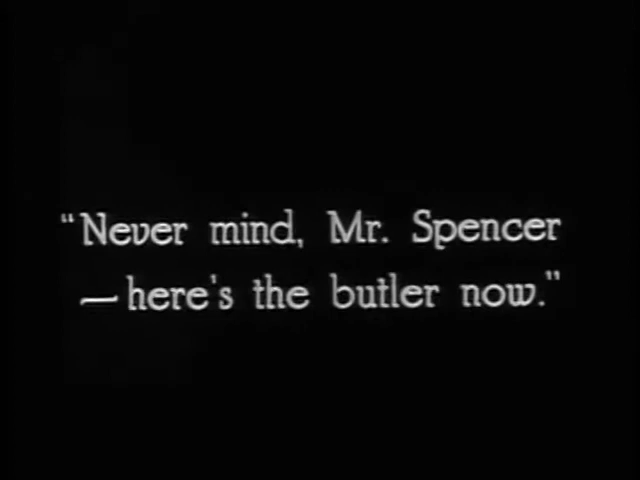 “Never mind, Mr. Spencer
—here's the butler now.”